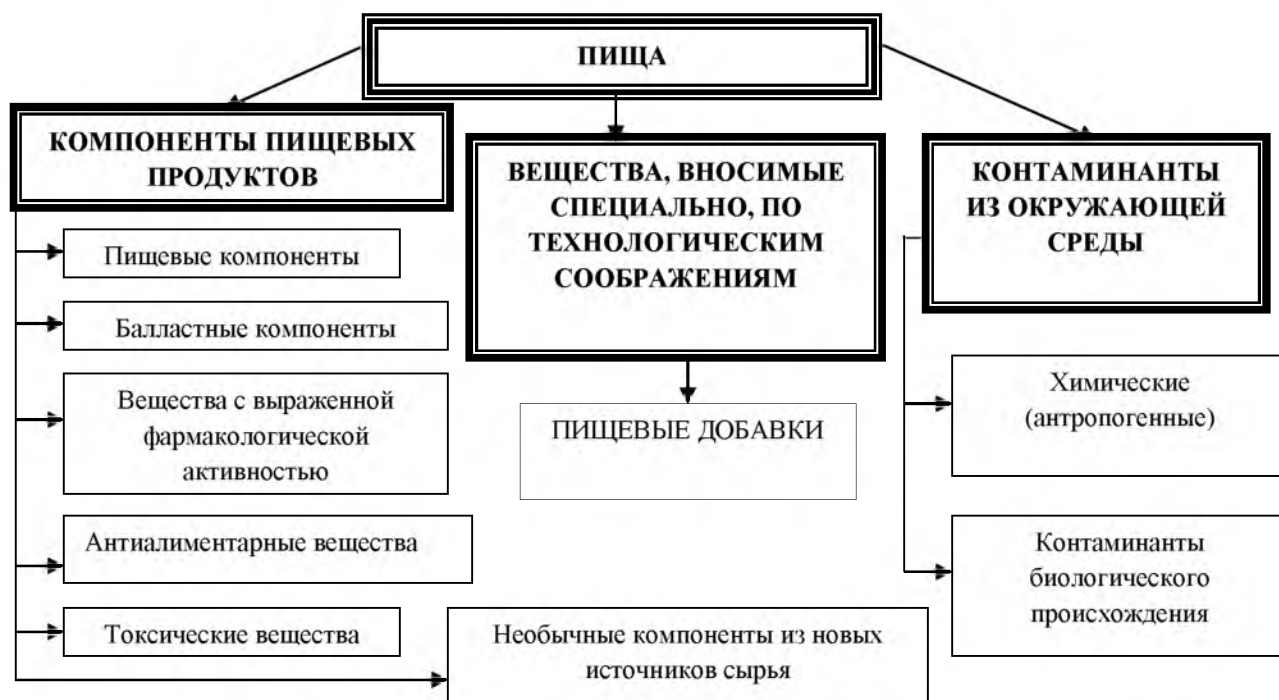 ПИЩА
КОМПОНЕНТЫ ПИЩЕВЫХ
ПРОДУКТОВ
Пищевые компоненты
Балластные компоненты
Вещества с выраженной
фармакологической
активностью
Антиалиментарные вещества
Токсические вещества
Необычные компоненты из новых
источников сырья
ВЕЩЕСТВА, ВНОСИМЫЕ
СПЕЦИАЛЬНО, ПО
ТЕХНОЛОГИЧЕСКИМ
СООБРАЖЕНИЯМ
ПИЩЕВЫЕ ДОБАВКИ
КОНТАМИНАНТЫ
ИЗ ОКРУЖАЮЩЕЙ
СРЕДЫ
Химические
(антропогенные)
Контаминанты
биологического
происхождения